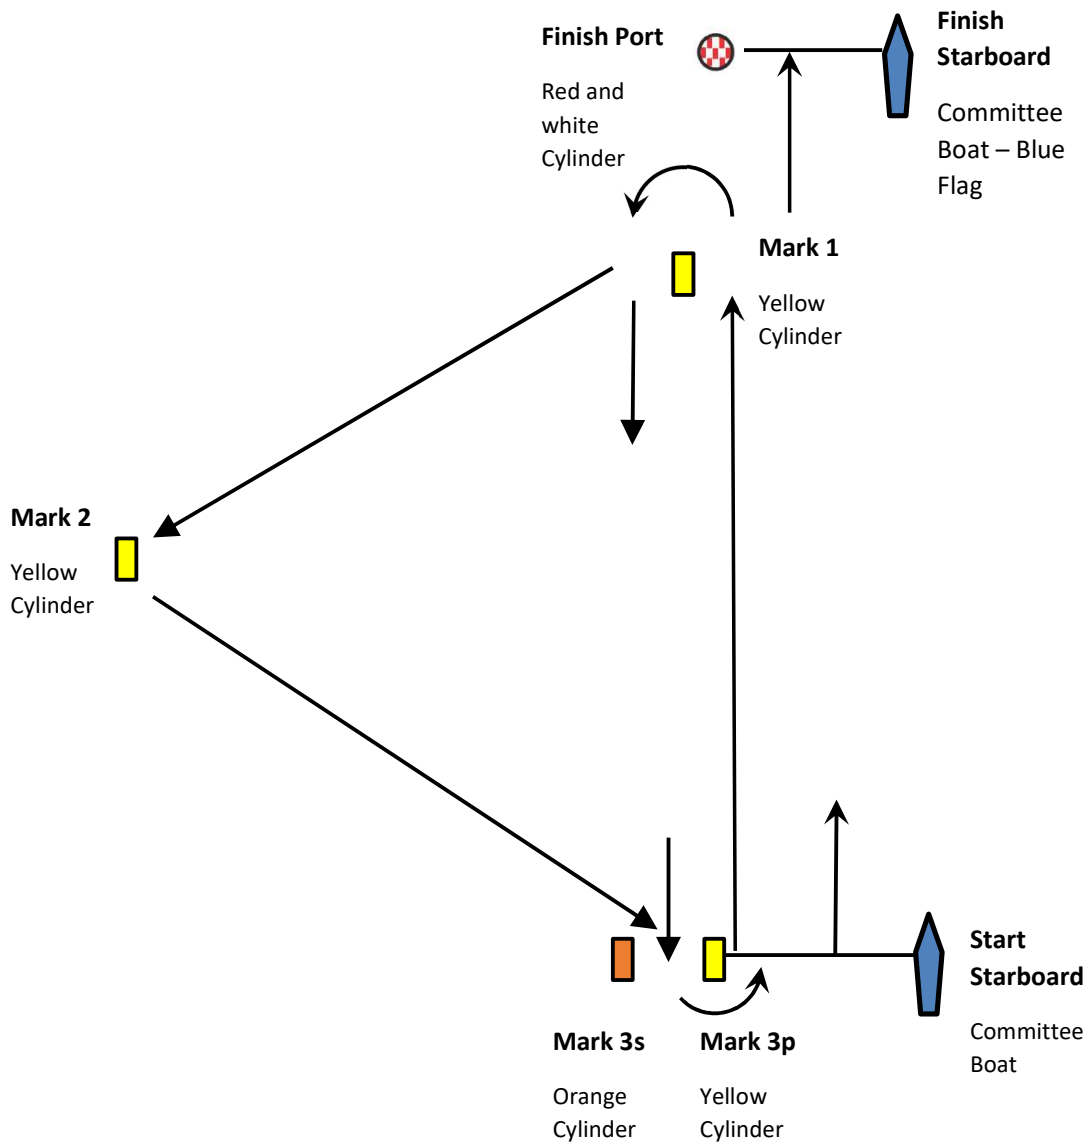 Finish Port
Red and
white
Cylinder
Finish
Starboard
Committee
Boat – Blue
Flag
Mark 1
Yellow
Cylinder
Mark 2
Yellow
Cylinder
Mark 3s
Orange
Cylinder
Mark 3p
Yellow
Cylinder
Start
Starboard
Committee
Boat